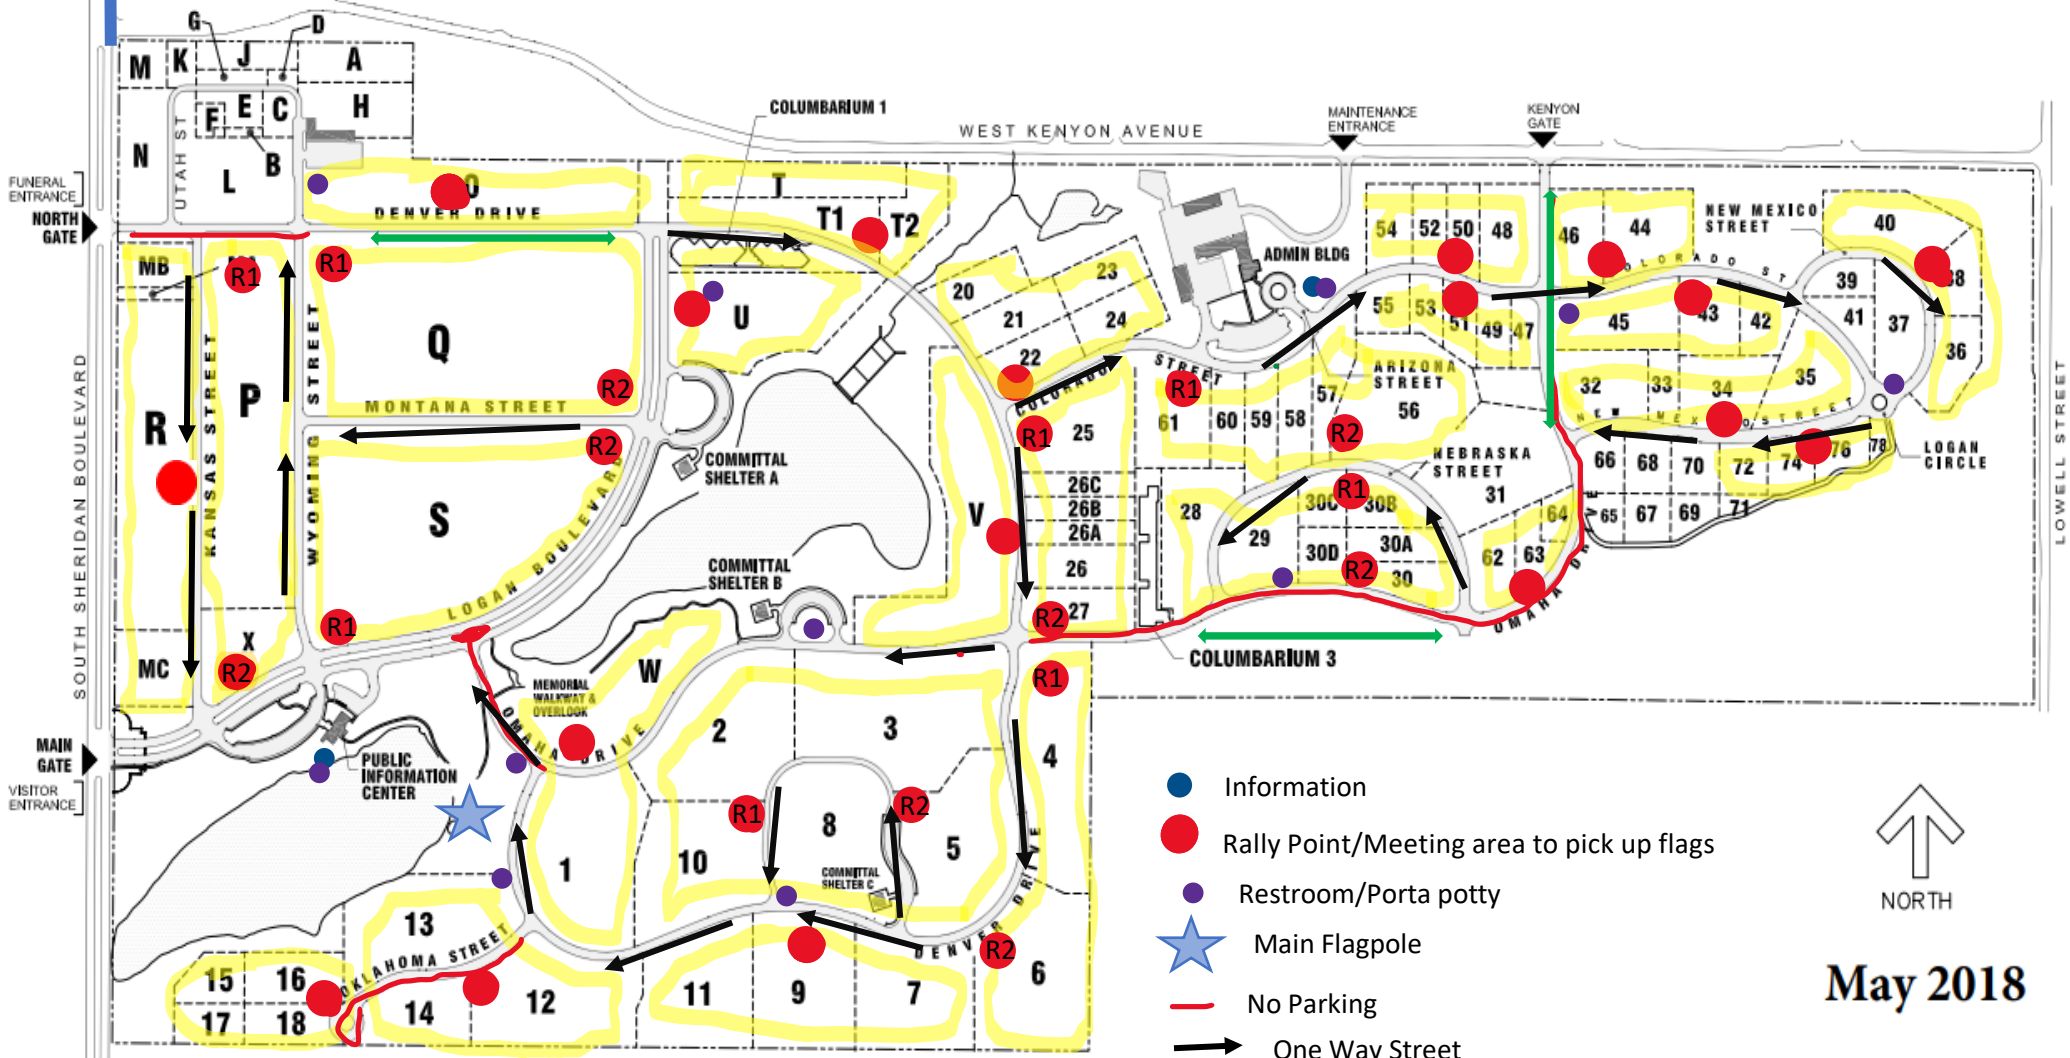 G
D
M
K
J
A
F
E
C
H
N
B
L
UTAH ST
COLUMBARIUM 1
WEST KENYON AVENUE
MAINTENANCE
ENTRANCE
KENYON
GATE
FUNERAL
ENTRANCE
NORTH
GATE
O
DENVER DRIVE
T
T1
T2
54
52
50
48
46
44
NEW MEXICO
STREET
40
MB
R1
R1
Q
U
20
23
21
24
22
ADMIN BLDG
55
53
51
49
47
COLORADO ST
45
43
42
39
41
37
38
36
R
KANSAS STREET
P
WYOMING STREET
R2
MONTANA STREET
R2
COLORADO STREET
R1
R1
25
61
60
59
58
57
ARIZONA
STREET
56
R2
32
33
34
35
NEW MEXICO STREET
SOUTH SHERIDAN BOULEVARD
LOWELL STREET
S
LOGAN BOULEVARD
COMMITTAL
SHELTER A
V
26C
26B
26A
26
27
28
NEBRASKA
STREET
R1
30C
30B
29
30D
30A
30
R2
31
62
63
64
66
68
70
72
74
76
78
65
67
69
71
LOGAN
CIRCLE
OMAHA DRIVE
COMMITTAL
SHELTER B
R1
R2
COLUMBARIUM 3
MC
X
R2
W
MEMORIAL
WALKWAY &
OVERLOOK
OMAHA DRIVE
2
3
R1
4
MAIN
GATE
VISITOR
ENTRANCE
PUBLIC
INFORMATION
CENTER
R1
8
R2
1
10
COMMITTAL
SHELTER C
5
DENVER DRIVE
R2
6
13
OKLAHOMA STREET
15
16
17
18
14
12
11
9
7
Information
Rally Point/Meeting area to pick up flags
Restroom/Porta potty
Main Flagpole
No Parking
One Way Street
NORTH
May 2018